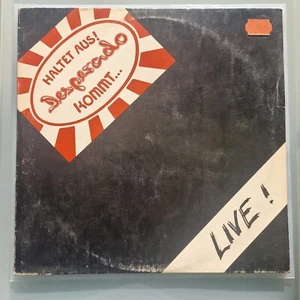 HALTET AUS!
Desperado
KOMMT...
LIVE!